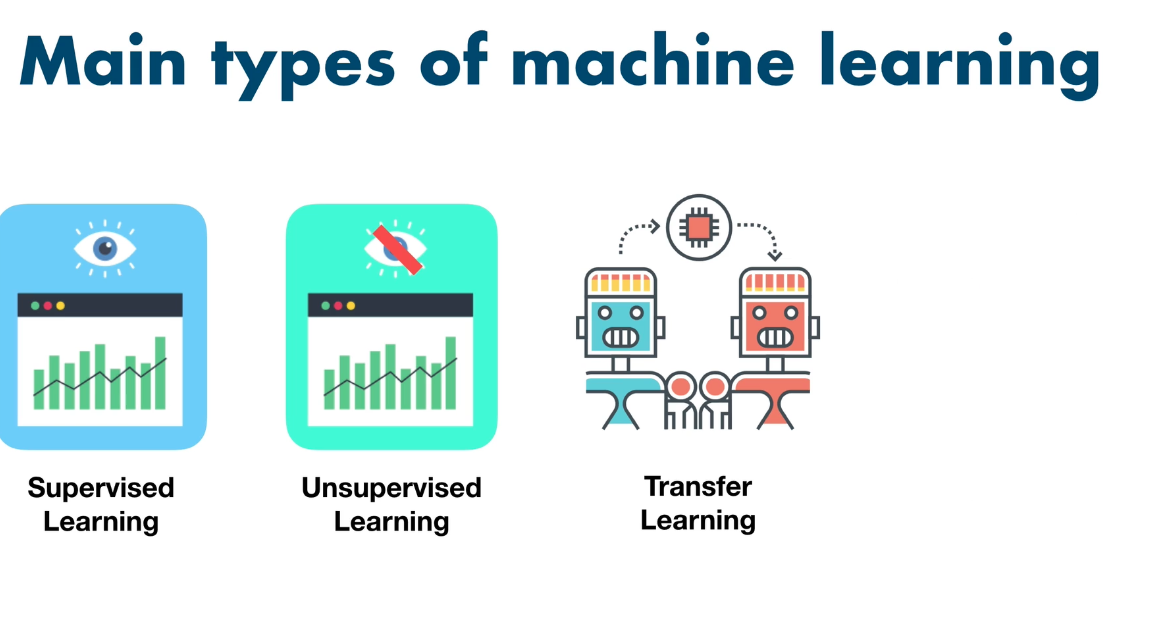 Main types of machine learning
Supervised
Learning
Unsupervised
Learning
Transfer
Learning